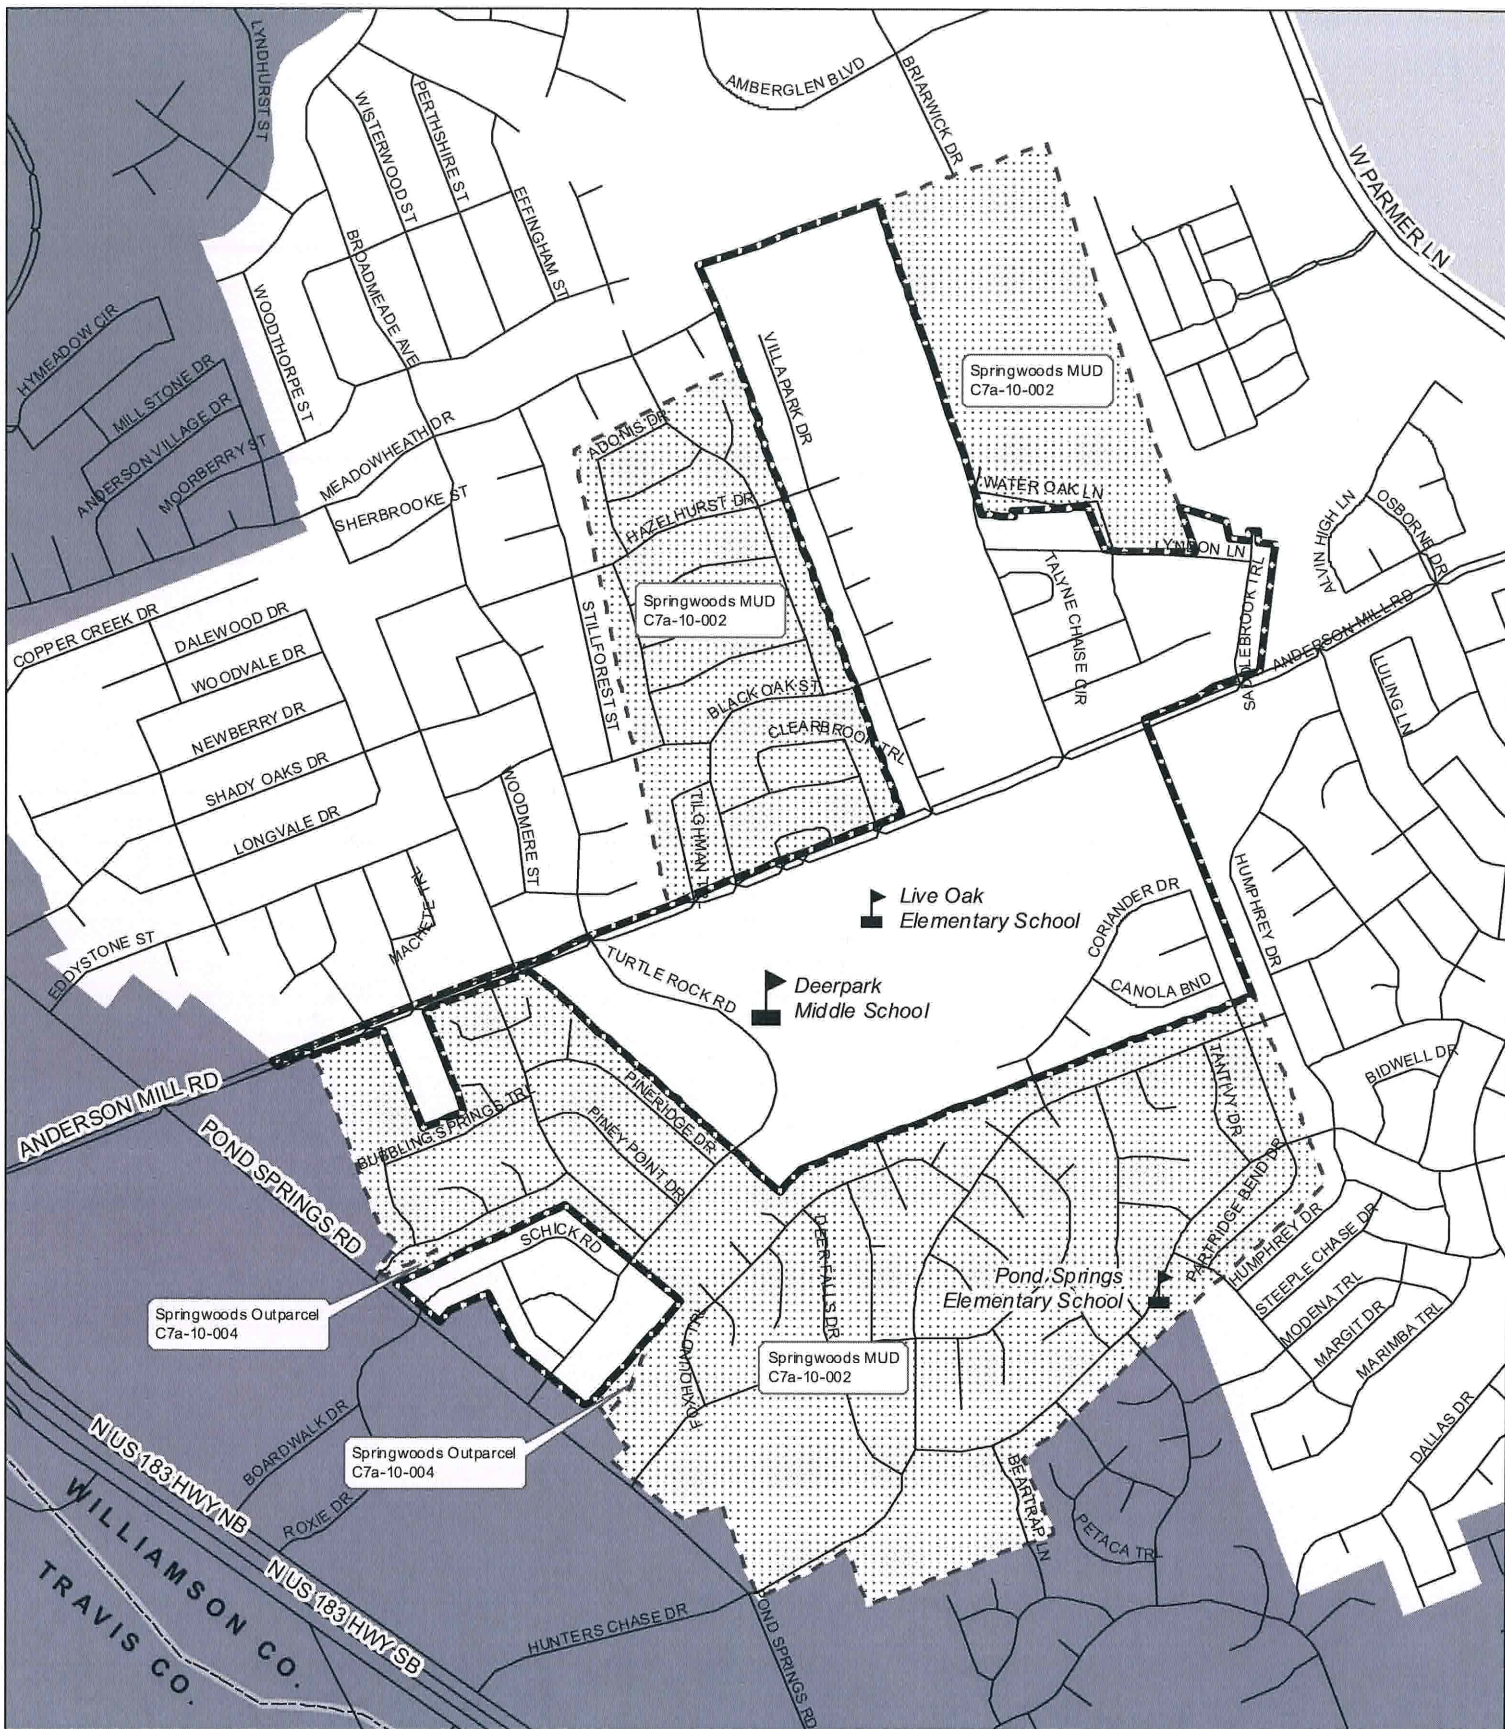 LYNDHURST ST
AMBERGLEN BLVD
BRIARWICK DR
WISTERWOOD ST
PERTHSHIRE ST
EFFINGHAM ST
W PARMER LN
BROADMEADE AVE
WOODTHORPE ST
HYMEADOW CIR
MILLSTONE DR
ANDERSON VILLAGE DR
MOORBERRY ST
MEADOWHEATH DR
SHERBROOKE ST
VILLA PARK DR
Springwoods MUD
C7a-10-002
ADONIS DR
HAZELHURST DR
WATER OAK LN
LYNDON LN
ALVIN HIGH LN
OSBORNE DR
TALYNE CHAISE CIR
SADDLEBROOK TRL
ANDERSON MILL RD
LULING LN
Springwoods MUD
C7a-10-002
STILLFOREST ST
COPPER CREEK DR
DALEWOOD DR
WOODVALE DR
NEWBERRY DR
SHADY OAKS DR
LONGVALE DR
BLACK OAK ST
CLEARBROOK TRL
WOODMERE ST
TILGHMAN TRL
MACHETE TRL
EDDYSTONE ST
Live Oak
Elementary School
CORIANDER DR
HUMPHREY DR
TURTLE ROCK RD
Deerpark
Middle School
CANOLA BND
TANTIVY DR
BIDWELL DR
ANDERSON MILL RD
POND SPRINGS RD
BUBBLING SPRINGS TRL
PINERIDGE DR
PINEY POINT DR
SCHICK RD
DEER FALLS DR
PARTRIDGE BEND DR
HUMPHREY DR
STEEPLE CHASE DR
MODENA TRL
MARGIT DR
MARIMBA TRL
Pond Springs
Elementary School
Springwoods Outparcel
C7a-10-004
FOXHOUND TRL
Springwoods MUD
C7a-10-002
DALLAS DR
BOARDWALK DR
Springwoods Outparcel
C7a-10-004
BEARTRAP LN
PETACA TRL
ROXIE DR
N US 183 HWY NB
WILLIAMSON CO.
TRAVIS CO.
N US 183 HWY SB
HUNTERS CHASE DR
POND SPRINGS RD